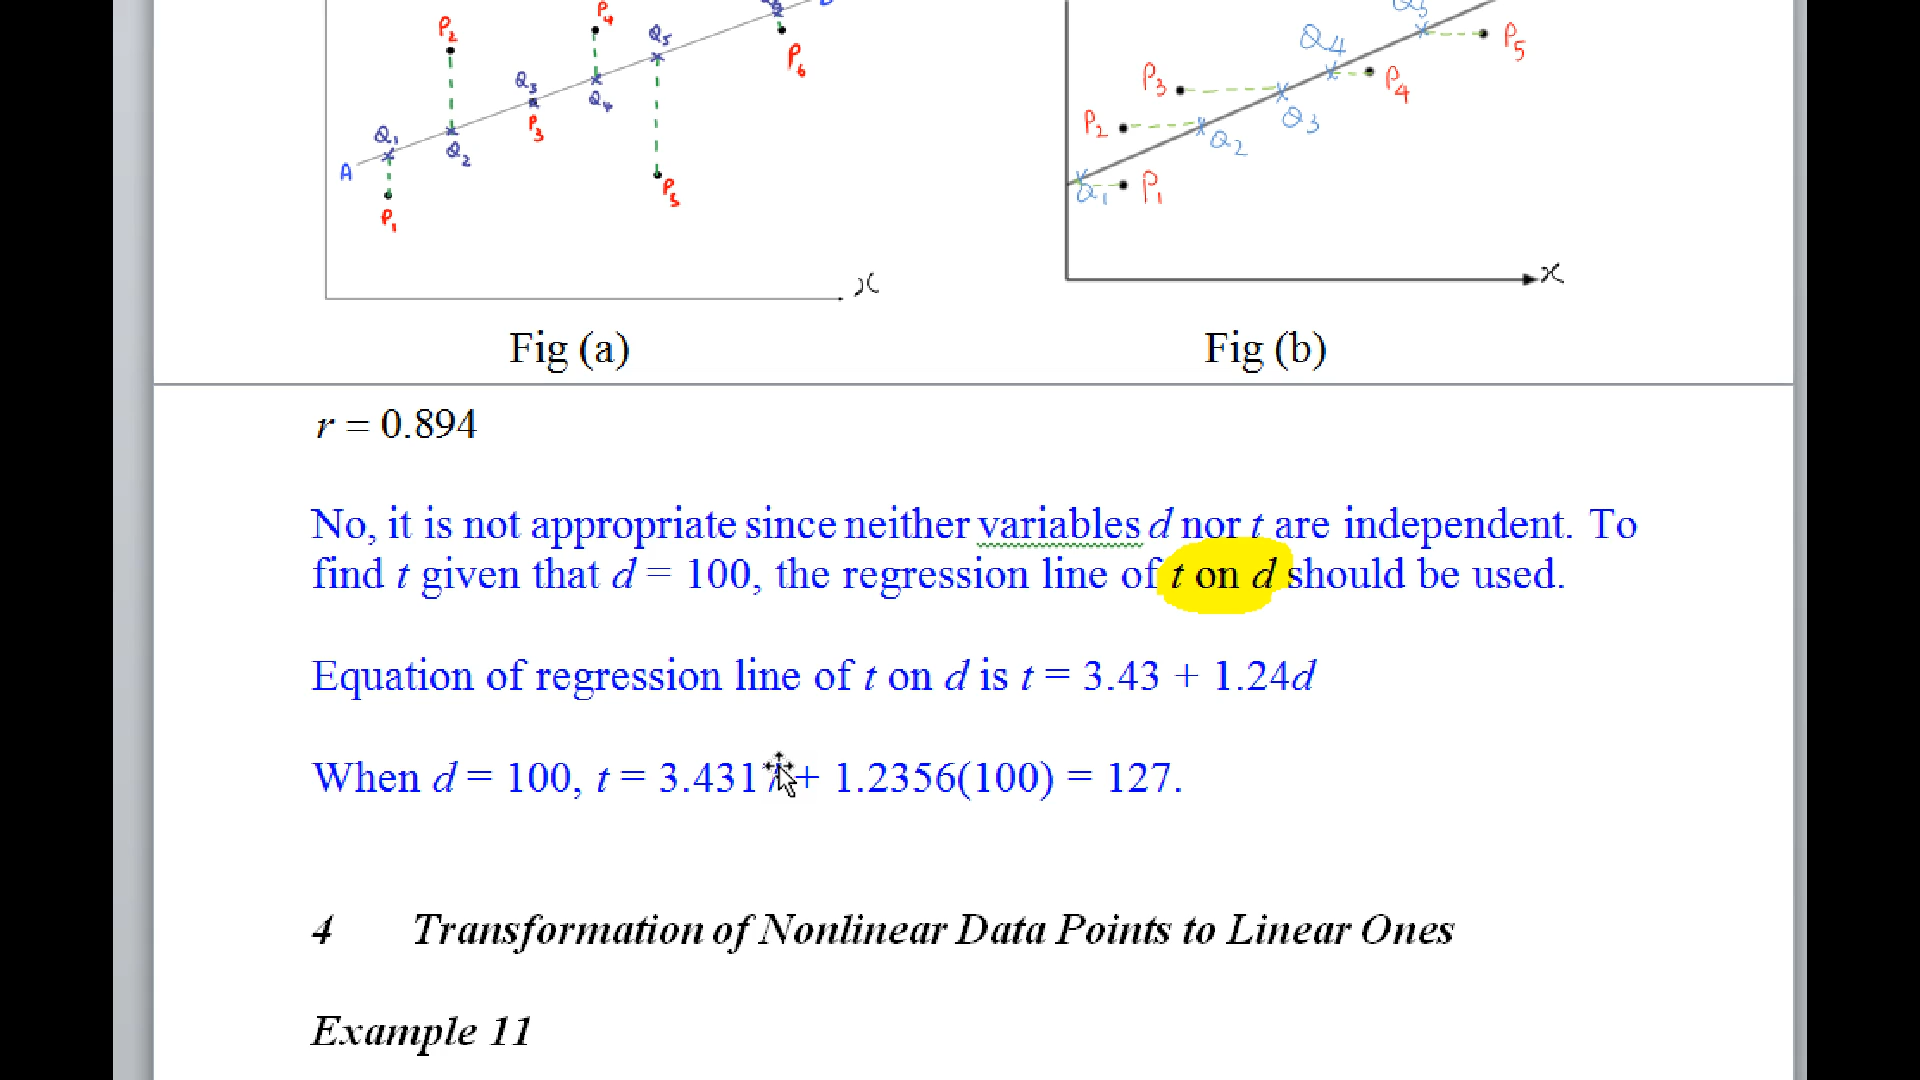 P4
P2
Q5
Q3
P6
Q1
Q4
P3
Q2
A
P5
P1
x
Fig (a)
Q4
P5
P3
P4
P2
Q3
Q2
Q1
P1
x
Fig (b)
r = 0.894
No, it is not appropriate since neither variables d nor t are independent. To
find t given that d = 100, the regression line of t on d should be used.
Equation of regression line of t on d is t = 3.43 + 1.24d
When d = 100, t = 3.431 + 1.2356(100) = 127.
4 Transformation of Nonlinear Data Points to Linear Ones
Example 11